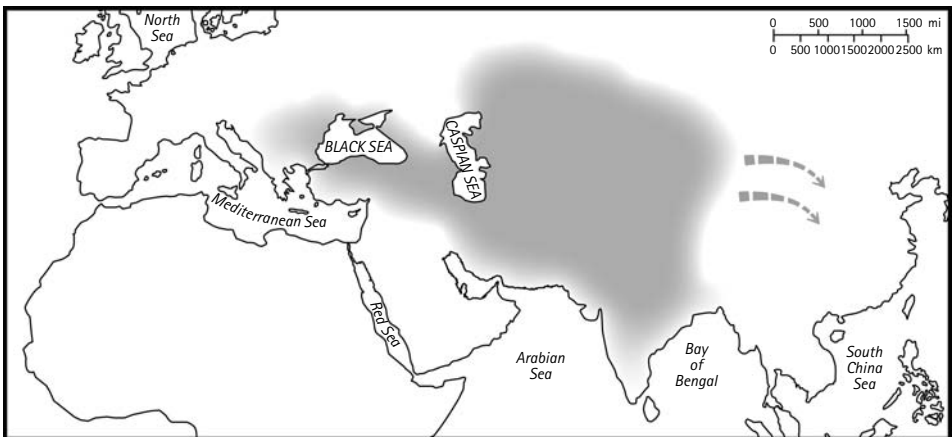 North
Sea
0 500 1000 1500 mi
0 500 1000 1500 2000 2500 km
BLACK SEA
CASPIAN SEA
Mediterranean Sea
Red Sea
Arabian
Sea
Bay
of
Bengal
South
China
Sea